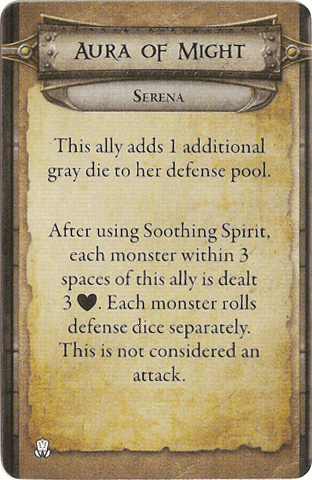 Aura of Might
Serena
This ally adds 1 additional
gray die to her defense pool.
After using Soothing Spirit,
each monster within 3
spaces of this ally is dealt
3 ♥. Each monster rolls
defense dice separately.
This is not considered an
attack.